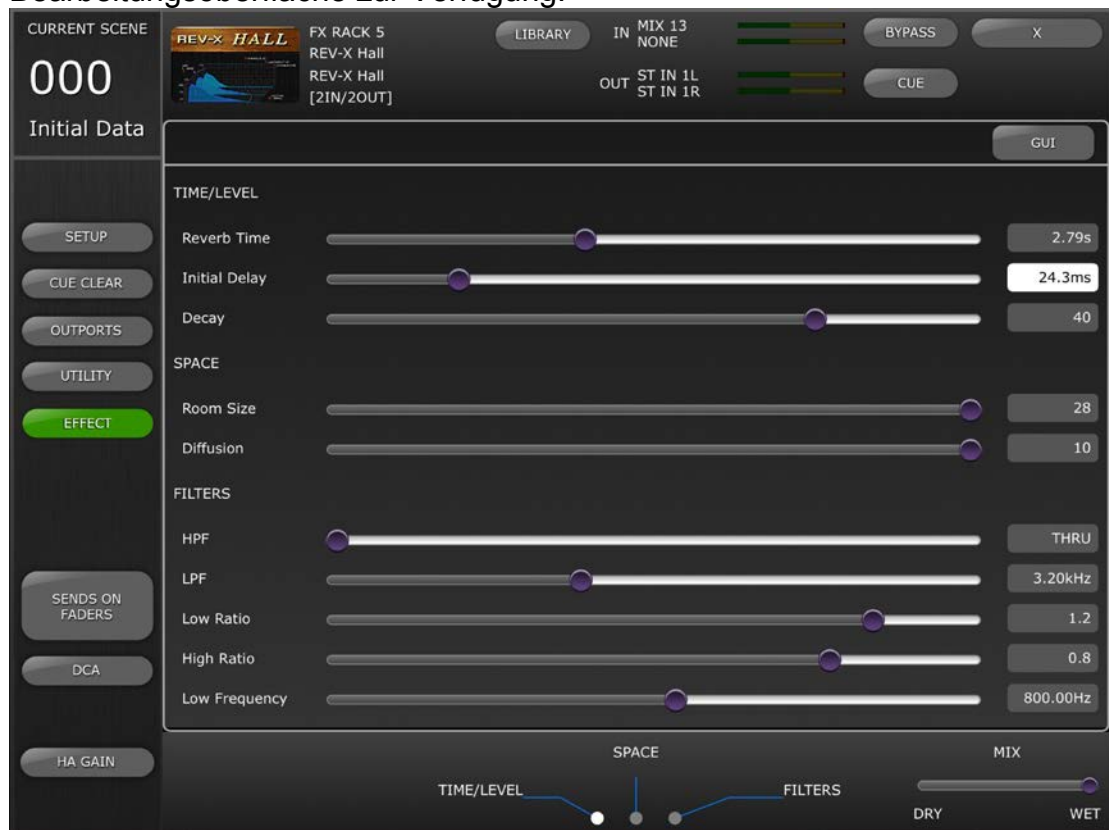 Bearbeitungsoberfläche zur Verfügung.
CURRENT SCENE
000
Initial Data
REV-X HALL
FX RACK 5
REV-X Hall
REV-X Hall
[2IN/2OUT]
LIBRARY
IN MIX 13
NONE
OUT ST IN 1L
ST IN 1R
BYPASS
X
CUE
GUI
SETUP
CUE CLEAR
OUTPORTS
UTILITY
EFFECT
SENDS ON
FADERS
DCA
HA GAIN
TIME/LEVEL
Reverb Time 2.79s
Initial Delay 24.3ms
Decay 40
SPACE
Room Size 28
Diffusion 10
FILTERS
HPF THRU
LPF 3.20kHz
Low Ratio 1.2
High Ratio 0.8
Low Frequency 800.00Hz
SPACE
TIME/LEVEL
FILTERS
MIX
DRY WET